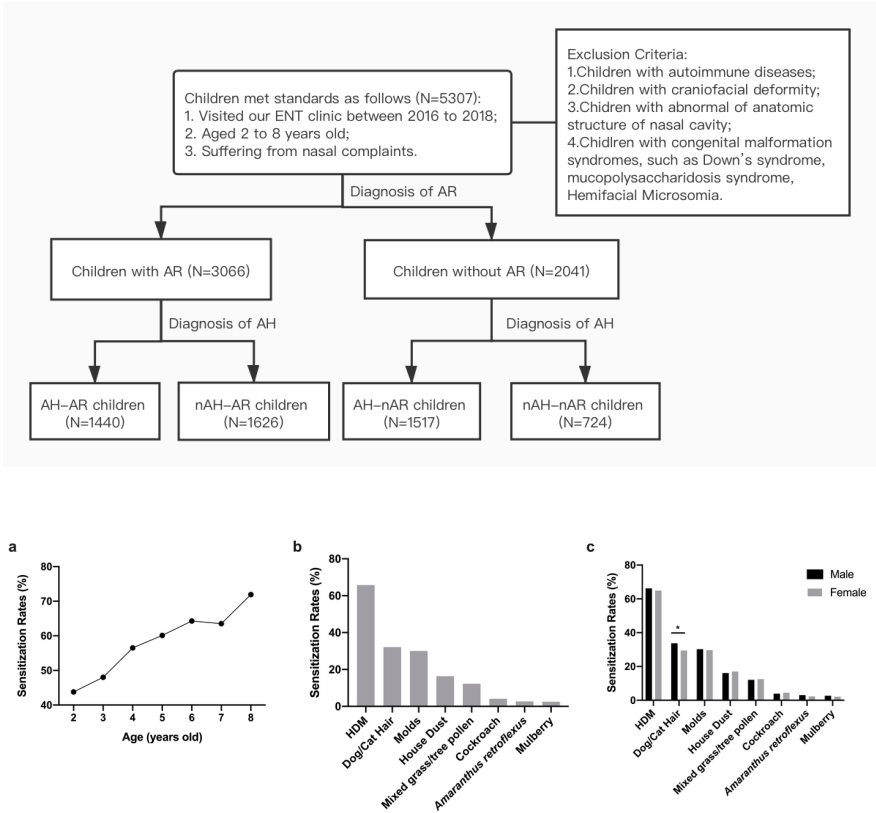 Children met standards as follows (N=5307):
1. Visited our ENT clinic between 2016 to 2018;
2. Aged 2 to 8 years old;
3. Suffering from nasal complaints.
Exclusion Criteria:
1.Children with autoimmune diseases;
2.Children with craniofacial deformity;
3.Chidren with abnormal of anatomic
structure of nasal cavity;
4.Chidlren with congenital malformation
syndromes, such as Down's syndrome,
mucopolysaccharidosis syndrome,
Hemifacial Microsomia.
Diagnosis of AR
Children with AR (N=3066)
Children without AR (N=2041)
Diagnosis of AH
Diagnosis of AH
AH–AR children
(N=1440)
nAH–AR children
(N=1626)
AH–nAR children
(N=1517)
nAH–nAR children
(N=724)
a
Sensitization Rates (%)
80
70
60
50
40
2 3 4 5 6 7 8
Age (years old)
b
Sensitization Rates (%)
80
60
40
20
0
HDM
Dog/Cat Hair
Molds
House Dust
Mixed grass/tree pollen
Cockroach
Amaranthus retroflexus
Mulberry
c
Sensitization Rates (%)
80
60
40
20
0
*
Male
Female
HDM
Dog/Cat Hair
Molds
House Dust
Mixed grass/tree pollen
Cockroach
Amaranthus retroflexus
Mulberry